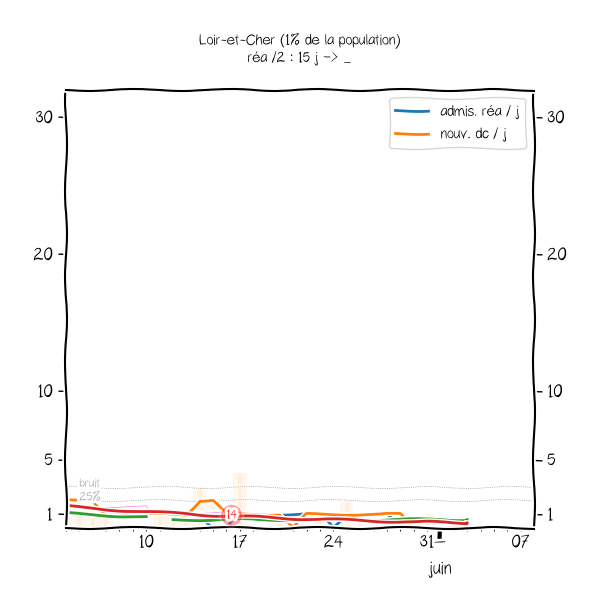 Loir-et-Cher (1% de la population)
réa /2 : 15 j -> _
admis. réa / j
nouv. dc / j
30
30
20
20
10
10
5
5
bruit
25%
1
14
1
10
17
24
31
07
juin